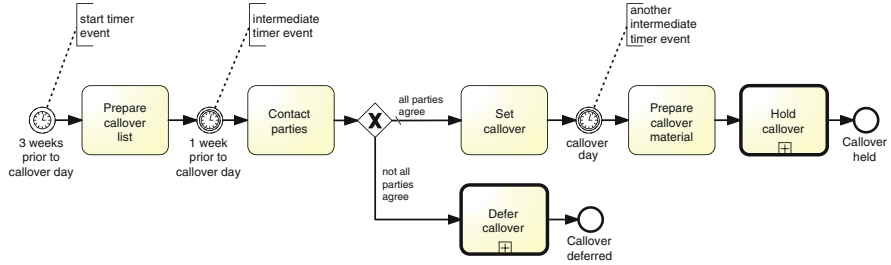 start timer
event
intermediate
timer event
another
intermediate
timer event
3 weeks
prior to
callover day
Prepare
callover
list
1 week
prior to
callover day
Contact
parties
X
all parties
agree
Set
callover
callover
day
Prepare
callover
material
Hold
callover
Callover
held
not all
parties
agree
Defer
callover
Callover
deferred